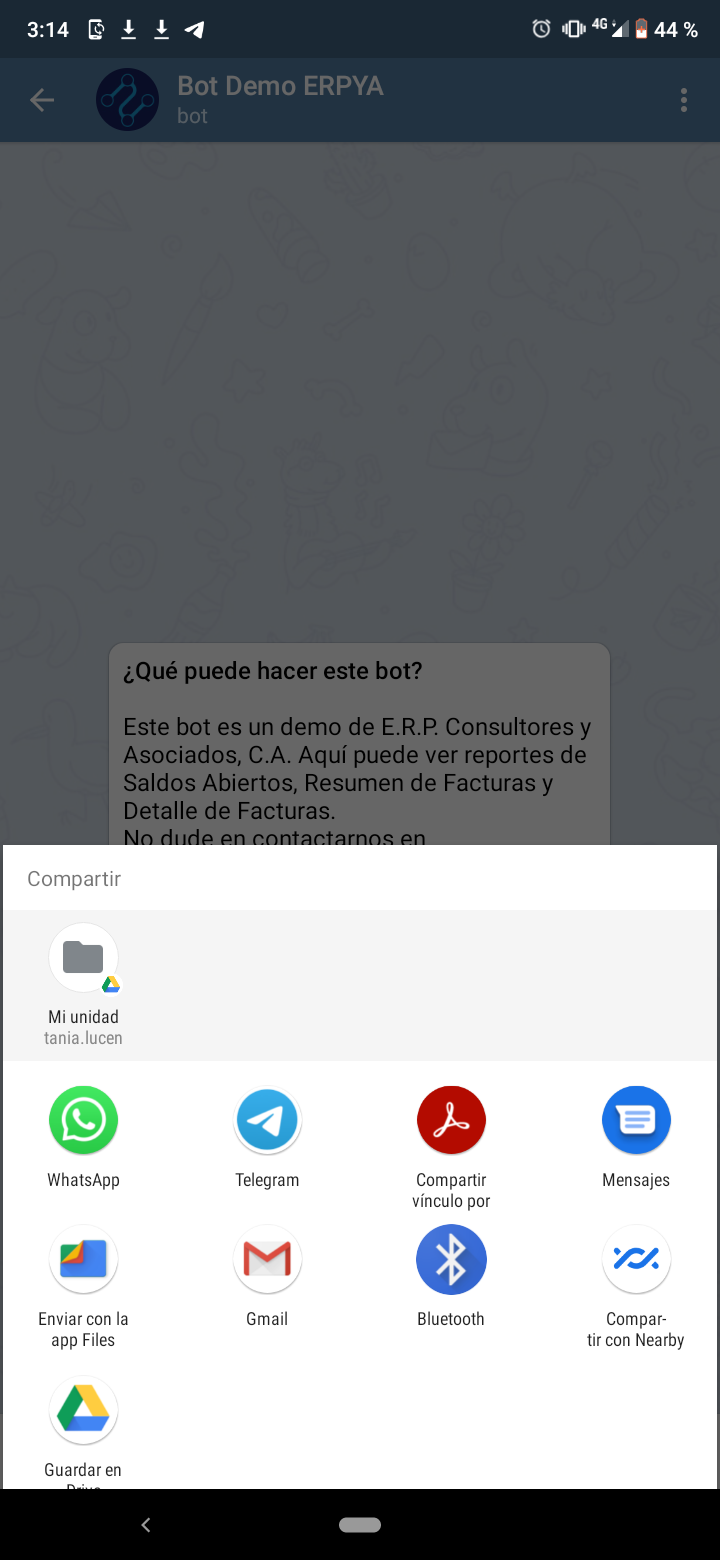 3:14
4G
44 %
Bot Demo ERPYA
bot
¿Qué puede hacer este bot?
Este bot es un demo de E.R.P. Consultores y
Asociados, C.A. Aquí puede ver reportes de
Saldos Abiertos, Resumen de Facturas y
Detalle de Facturas.
No dude en contactarnos en
Compartir
Mi unidad
tania.lucen
WhatsApp
Telegram
Compartir
vínculo por
Mensajes
Enviar con la
app Files
Gmail
Bluetooth
Compar-
tir con Nearby
Guardar en
Drive